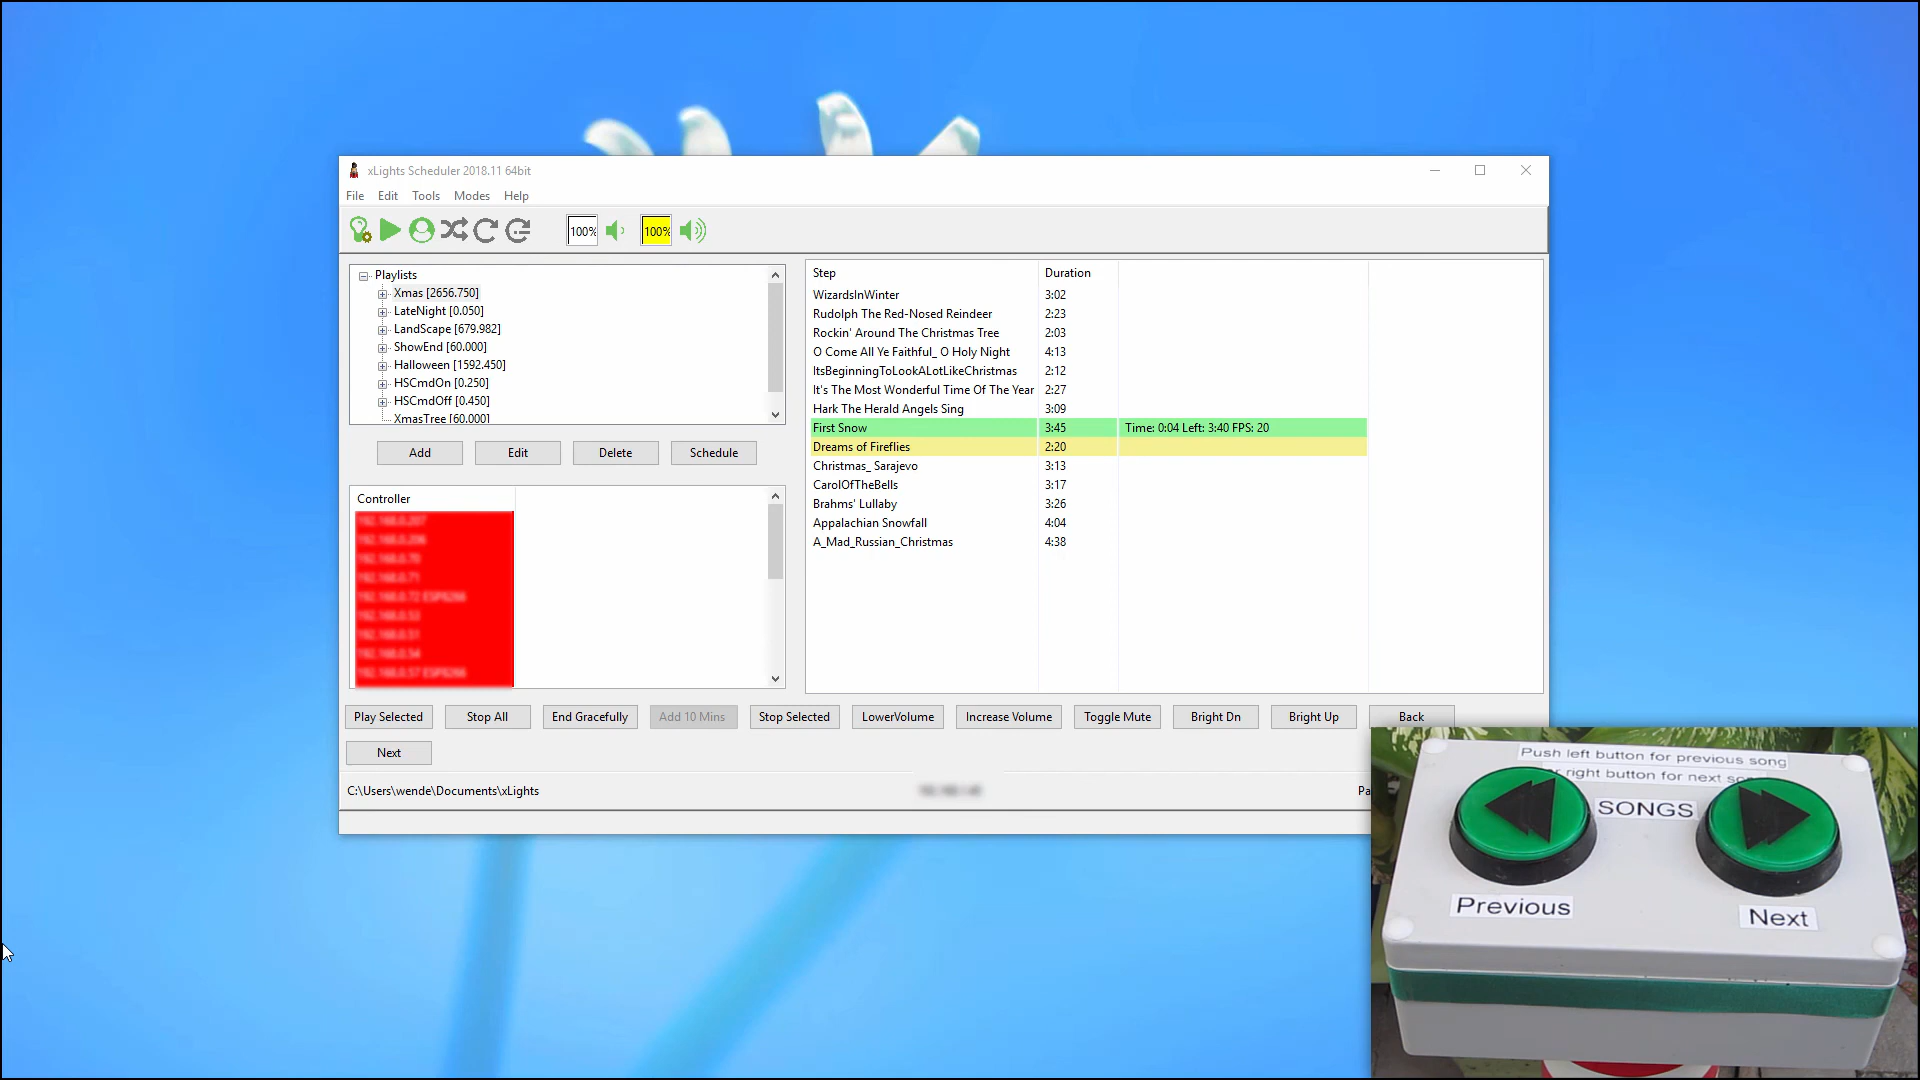 xLights Scheduler 2018.11 64bit
File Edit Tools Modes Help
100% 100%
Playlists
Xmas [2656.750]
LateNight [0.050]
LandScape [679.982]
ShowEnd [60.000]
Halloween [1592.450]
HSCmdOn [0.250]
HSCmdOff [0.450]
XmasTree [60.000]
Add Edit Delete Schedule
Controller
Step Duration
WizardsInWinter 3:02
Rudolph The Red-Nosed Reindeer 2:23
Rockin' Around The Christmas Tree 2:03
O Come All Ye Faithful_ O Holy Night 4:13
ItsBeginningToLookALotLikeChristmas 2:12
It's The Most Wonderful Time Of The Year 2:27
Hark The Herald Angels Sing 3:09
First Snow 3:45 Time: 0:04 Left: 3:40 FPS: 20
Dreams of Fireflies 2:20
Christmas_ Sarajevo 3:13
CarolOfTheBells 3:17
Brahms' Lullaby 3:26
Appalachian Snowfall 4:04
A_Mad_Russian_Christmas 4:38
Play Selected Stop All End Gracefully Add 10 Mins Stop Selected LowerVolume Increase Volume Toggle Mute Bright Dn Bright Up Back
Next
C:\Users\wende\Documents\xLights
Push left button for previous song
right button for next
SONGS
Previous
Next